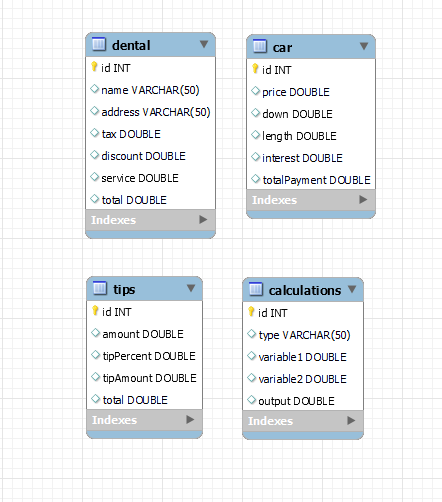 dental
id INT
name VARCHAR(50)
address VARCHAR(50)
tax DOUBLE
discount DOUBLE
service DOUBLE
total DOUBLE
Indexes
car
id INT
price DOUBLE
down DOUBLE
length DOUBLE
interest DOUBLE
totalPayment DOUBLE
Indexes
tips
id INT
amount DOUBLE
tipPercent DOUBLE
tipAmount DOUBLE
total DOUBLE
Indexes
calculations
id INT
type VARCHAR(50)
variable1 DOUBLE
variable2 DOUBLE
output DOUBLE
Indexes